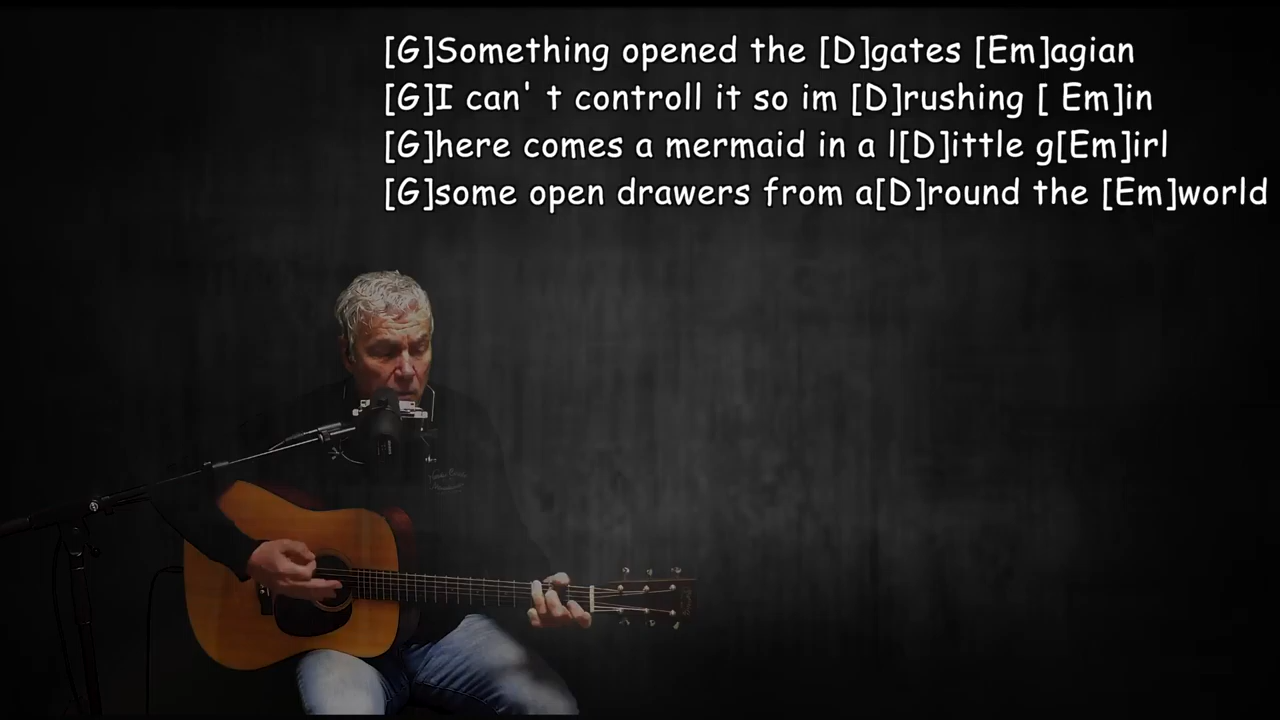 [G]Something opened the [D]gates [Em]agian
[G]I can' t controll it so im [D]rushing [ Em]in
[G]here comes a mermaid in a l[D]ittle g[Em]irl
[G]some open drawers from a[D]round the [Em]world